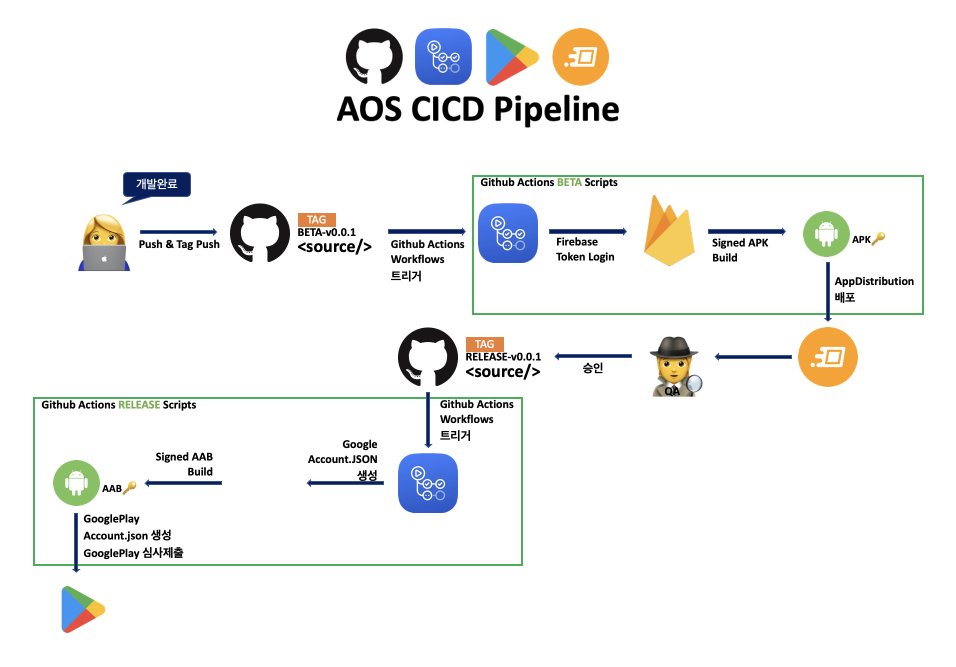 AOS CICD Pipeline
개발완료
Push & Tag Push
TAG
BETA-v0.0.1
<source/>
Github Actions
Workflows
트리거
Github Actions BETA Scripts
Firebase
Token Login
Signed APK
Build
APK
AppDistribution
배포
QA
승인
TAG
RELEASE-v0.0.1
<source/>
Github Actions
Workflows
트리거
Github Actions RELEASE Scripts
Google
Account.JSON
생성
Signed AAB
Build
AAB
GooglePlay
Account.json 생성
GooglePlay 심사제출